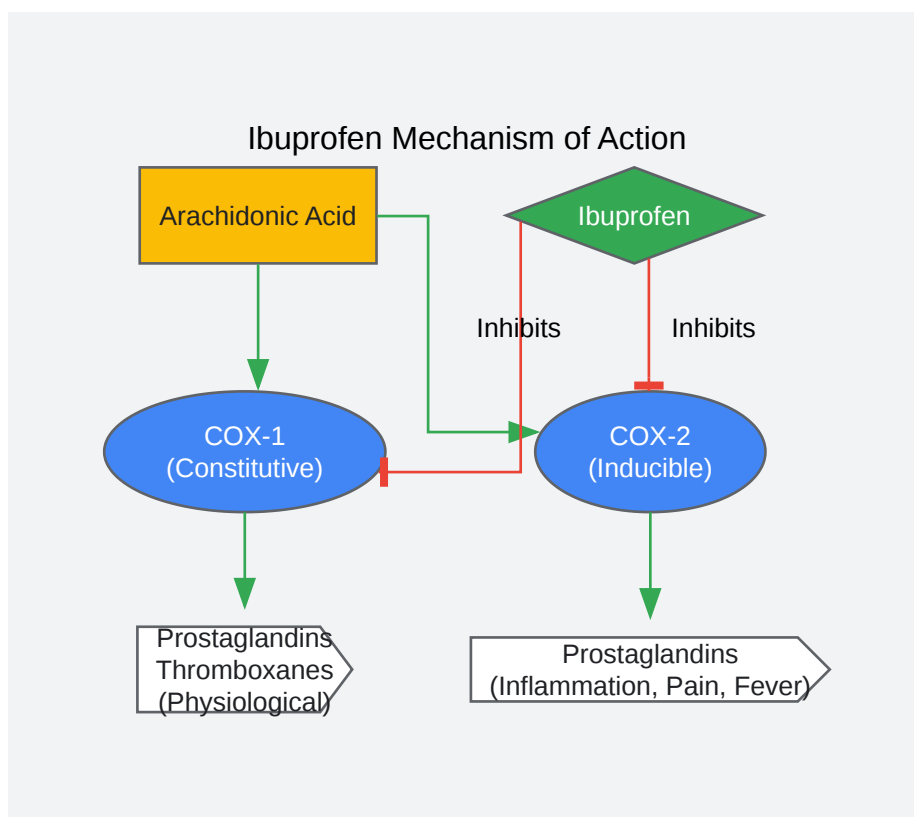 Ibuprofen Mechanism of Action
Arachidonic Acid
Ibuprofen
Inhibits
Inhibits
COX-1
(Constitutive)
COX-2
(Inducible)
Prostaglandins
Thromboxanes
(Physiological)
Prostaglandins
(Inflammation, Pain, Fever)